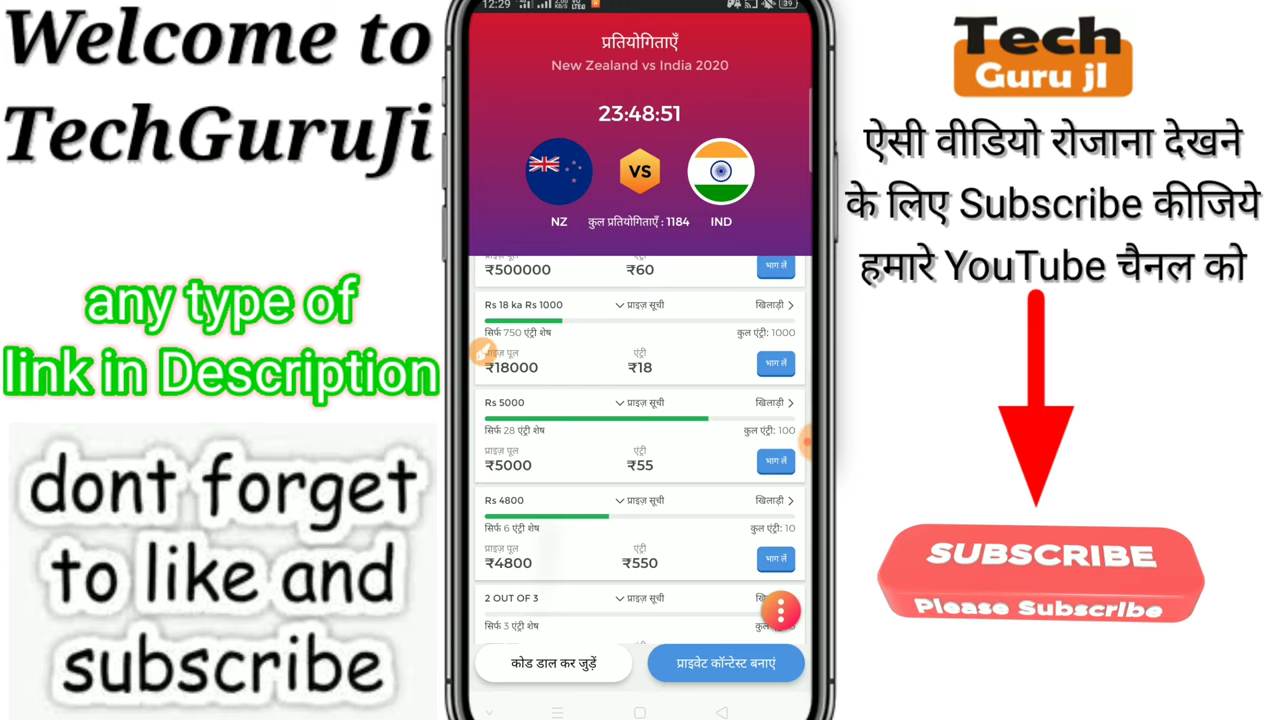 Welcome to
TechGuruJi
any type of
link in Description
dont forget
to like and
subscribe
12:29
39
प्रतियोगिताएँ
New Zealand vs India 2020
23:48:51
VS
NZ
कुल प्रतियोगिताएँ : 1184
IND
₹500000
₹60
भाग लें
Rs 18 ka Rs 1000
प्राइज़ सूची
खिलाड़ी
सिर्फ 750 एंट्री शेष
कुल एंट्री: 1000
प्राइज़ पूल
एंट्री
₹18000
₹18
भाग लें
Rs 5000
प्राइज़ सूची
खिलाड़ी
सिर्फ 28 एंट्री शेष
कुल एंट्री: 100
प्राइज़ पूल
एंट्री
₹5000
₹55
भाग लें
Rs 4800
प्राइज़ सूची
खिलाड़ी
सिर्फ 6 एंट्री शेष
कुल एंट्री: 10
प्राइज़ पूल
एंट्री
₹4800
₹550
भाग लें
2 OUT OF 3
प्राइज़ सूची
सिर्फ 3 एंट्री शेष
कोड डाल कर जुड़ें
प्राइवेट कॉन्टेस्ट बनाएं
Tech
Guru jI
ऐसी वीडियो रोजाना देखने
के लिए Subscribe कीजिये
हमारे YouTube चैनल को
SUBSCRIBE
Please Subscribe